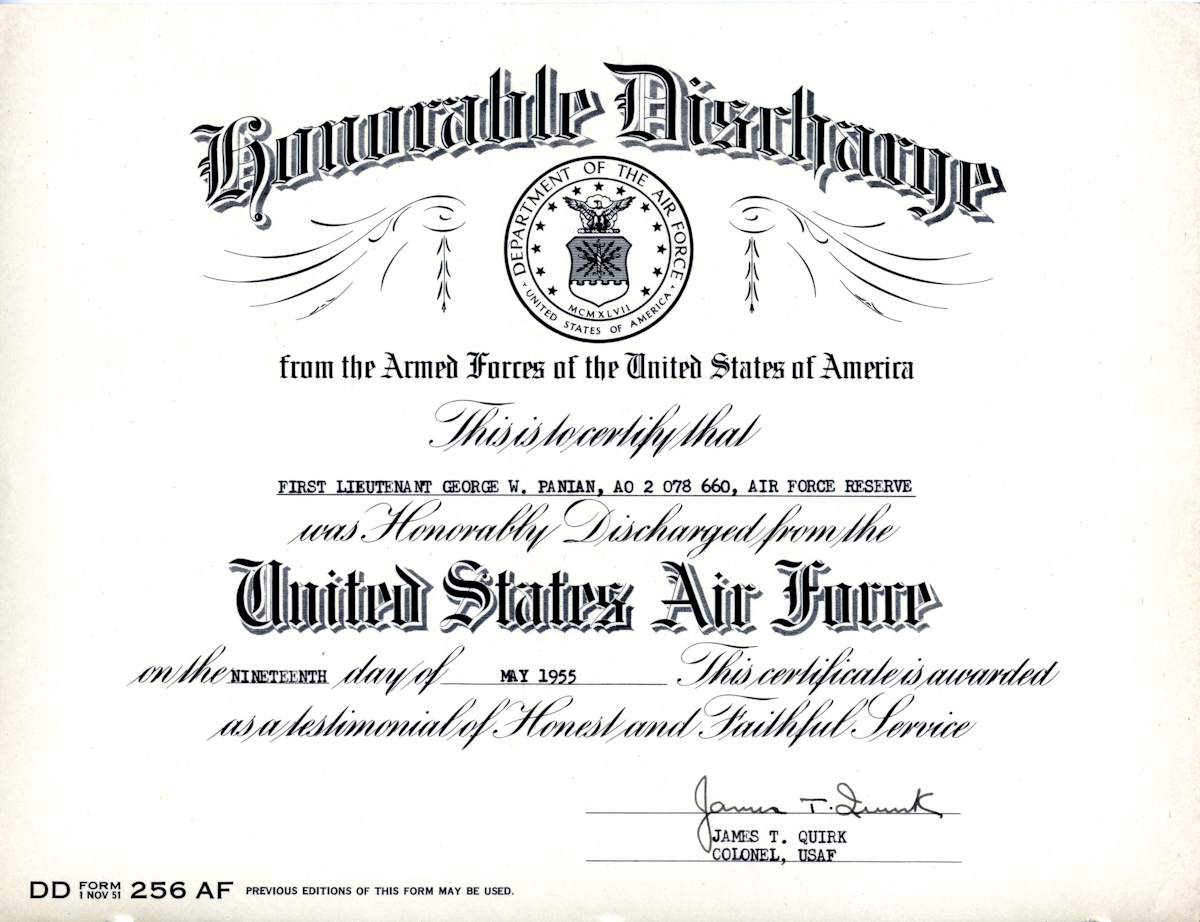 Honorable Discharge
DEPARTMENT OF THE AIR FORCE
MCMXLVII
UNITED STATES OF AMERICA
from the Armed Forces of the United States of America
This is to certify that
FIRST LIEUTENANT GEORGE W. PANIAN, AO 2 078 660, AIR FORCE RESERVE
was Honorably Discharged from the
United States Air Force
on the NINETEENTH day of MAY 1955 This certificate is awarded
as a testimonial of Honest and Faithful Service
James T. Quirk
JAMES T. QUIRK
COLONEL, USAF
DD FORM 1 NOV 51 256 AF PREVIOUS EDITIONS OF THIS FORM MAY BE USED.